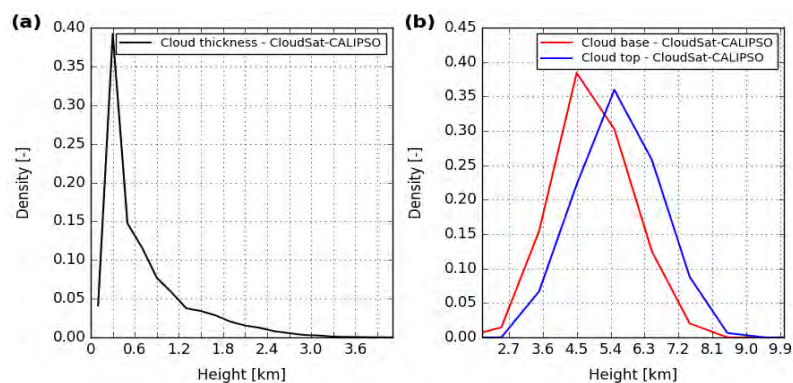 (a)
Cloud thickness - CloudSat-CALIPSO
0.40
0.35
0.30
0.25
0.20
0.15
0.10
0.05
0.00
Density [-]
0 0.6 1.2 1.8 2.4 3.0 3.6
Height [km]
(b)
Cloud base - CloudSat-CALIPSO
Cloud top - CloudSat-CALIPSO
0.45
0.40
0.35
0.30
0.25
0.20
0.15
0.10
0.05
0.00
Density [-]
2.7 3.6 4.5 5.4 6.3 7.2 8.1 9.0 9.9
Height [km]